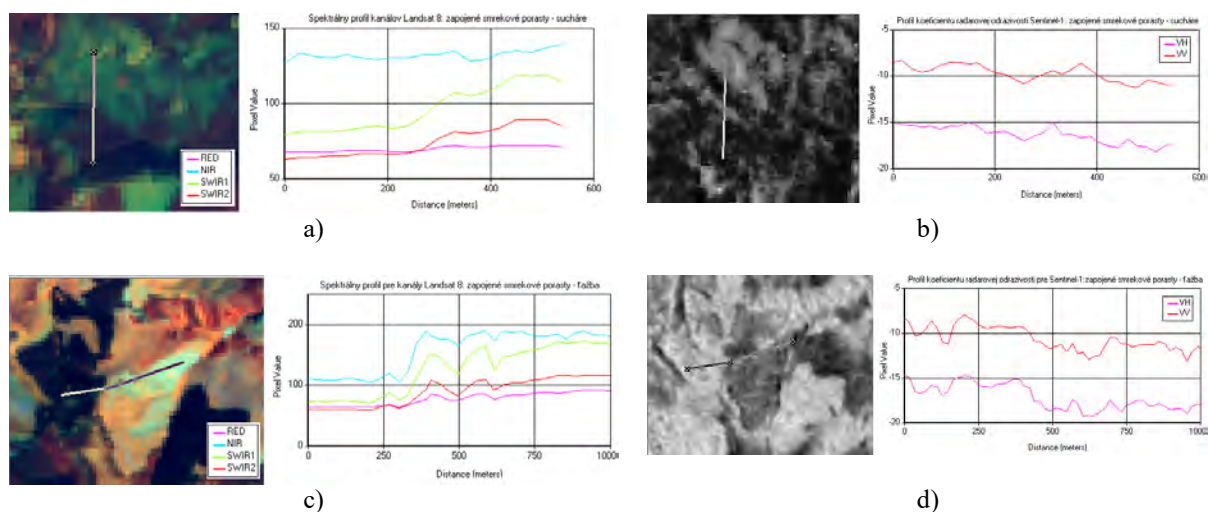 Spektrálny profil kanálov Landsat 8: zapojené smrekové porasty - sucháre
150
100
50
Pixel Value
0
200
400
600
Distance (meters)
RED
NIR
SWIR1
SWIR2
a)
Profil koeficientu radarovej odrazivosti Sentinel-1: zapojené smrekové porasty - sucháre
-5
-10
-15
-20
Pixel Value
VH
VV
0
200
400
600
Distance (meters)
b)
Spektrálny profil pre kanály Landsat 8: zapojené smrekové porasty - ťažba
200
100
0
Pixel Value
0
250
500
750
1000
Distance (meters)
RED
NIR
SWIR1
SWIR2
c)
Profil koeficientu radarovej odrazivosti pre Sentinel-1: zapojené smrekové porasty - ťažba
-5
-10
-15
-20
Pixel Value
VH
VV
0
250
500
750
1000
Distance (meters)
d)